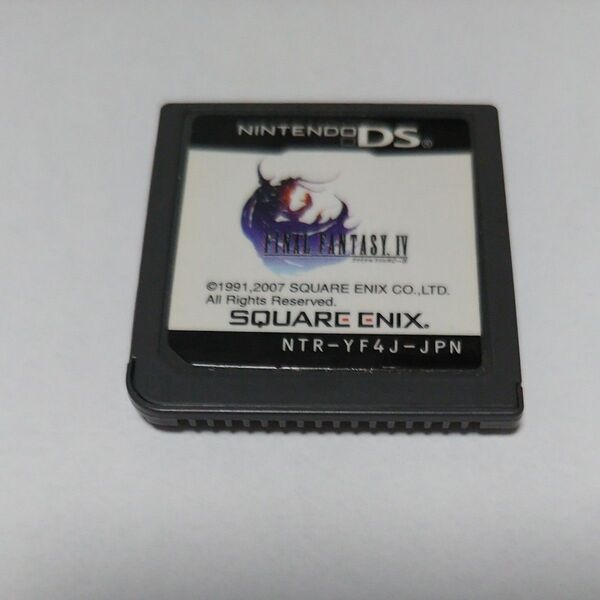 NINTENDO DS®
FINAL FANTASY IV
©1991,2007 SQUARE ENIX CO.,LTD.
All Rights Reserved.
SQUARE ENIX.
NTR-YF4J-JPN